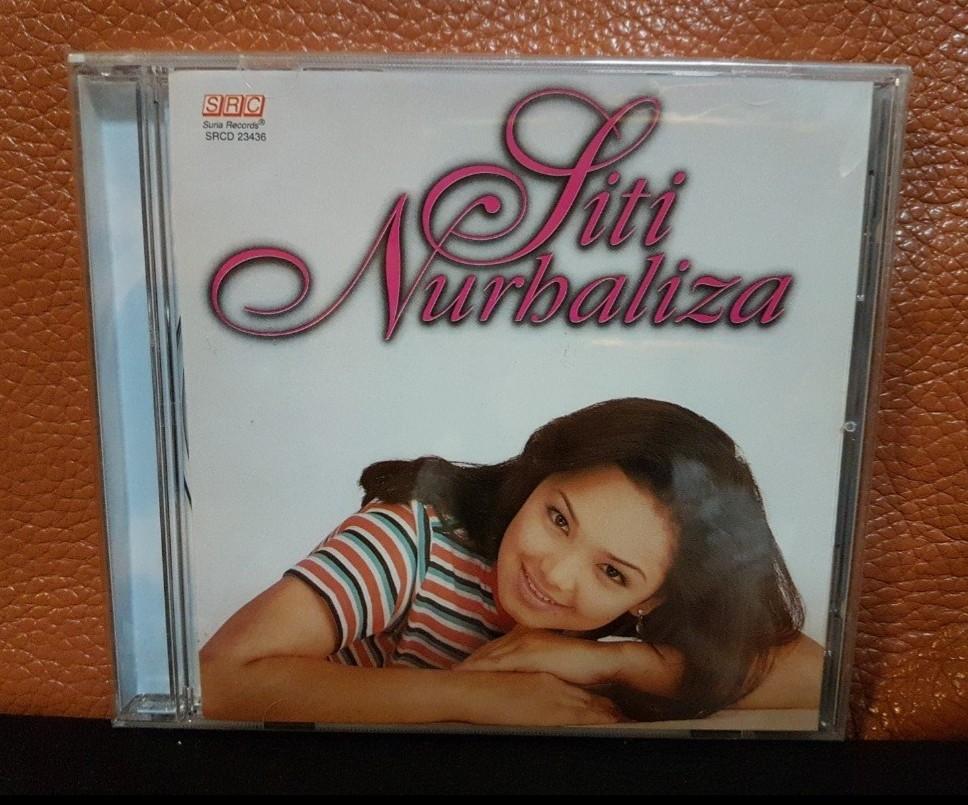 SRC
Suria Records®
SRCD 23436
Siti
Nurhaliza